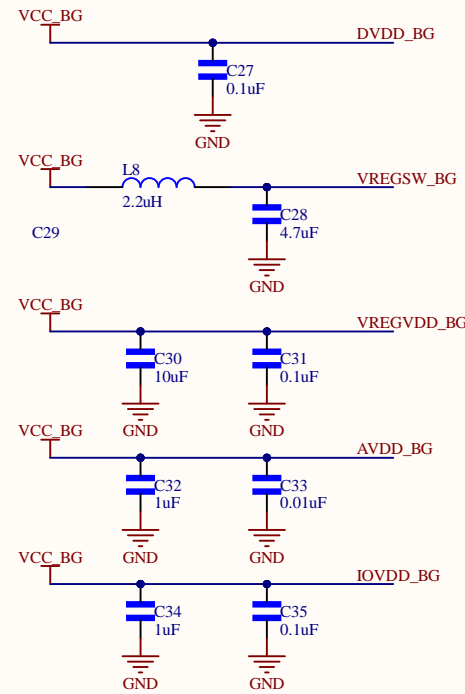 VCC_BG
DVDD_BG
C27
0.1uF
GND
VCC_BG
L8
2.2uH
VREGSW_BG
C28
4.7uF
C29
GND
VCC_BG
VREGVDD_BG
C30
10uF
C31
0.1uF
GND
GND
VCC_BG
AVDD_BG
C32
1uF
C33
0.01uF
GND
GND
VCC_BG
IOVDD_BG
C34
1uF
C35
0.1uF
GND
GND